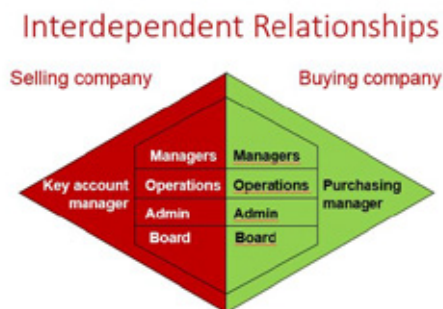 Interdependent Relationships
Selling company
Buying company
Managers
Managers
Key account manager
Operations
Operations
Purchasing manager
Admin
Admin
Board
Board